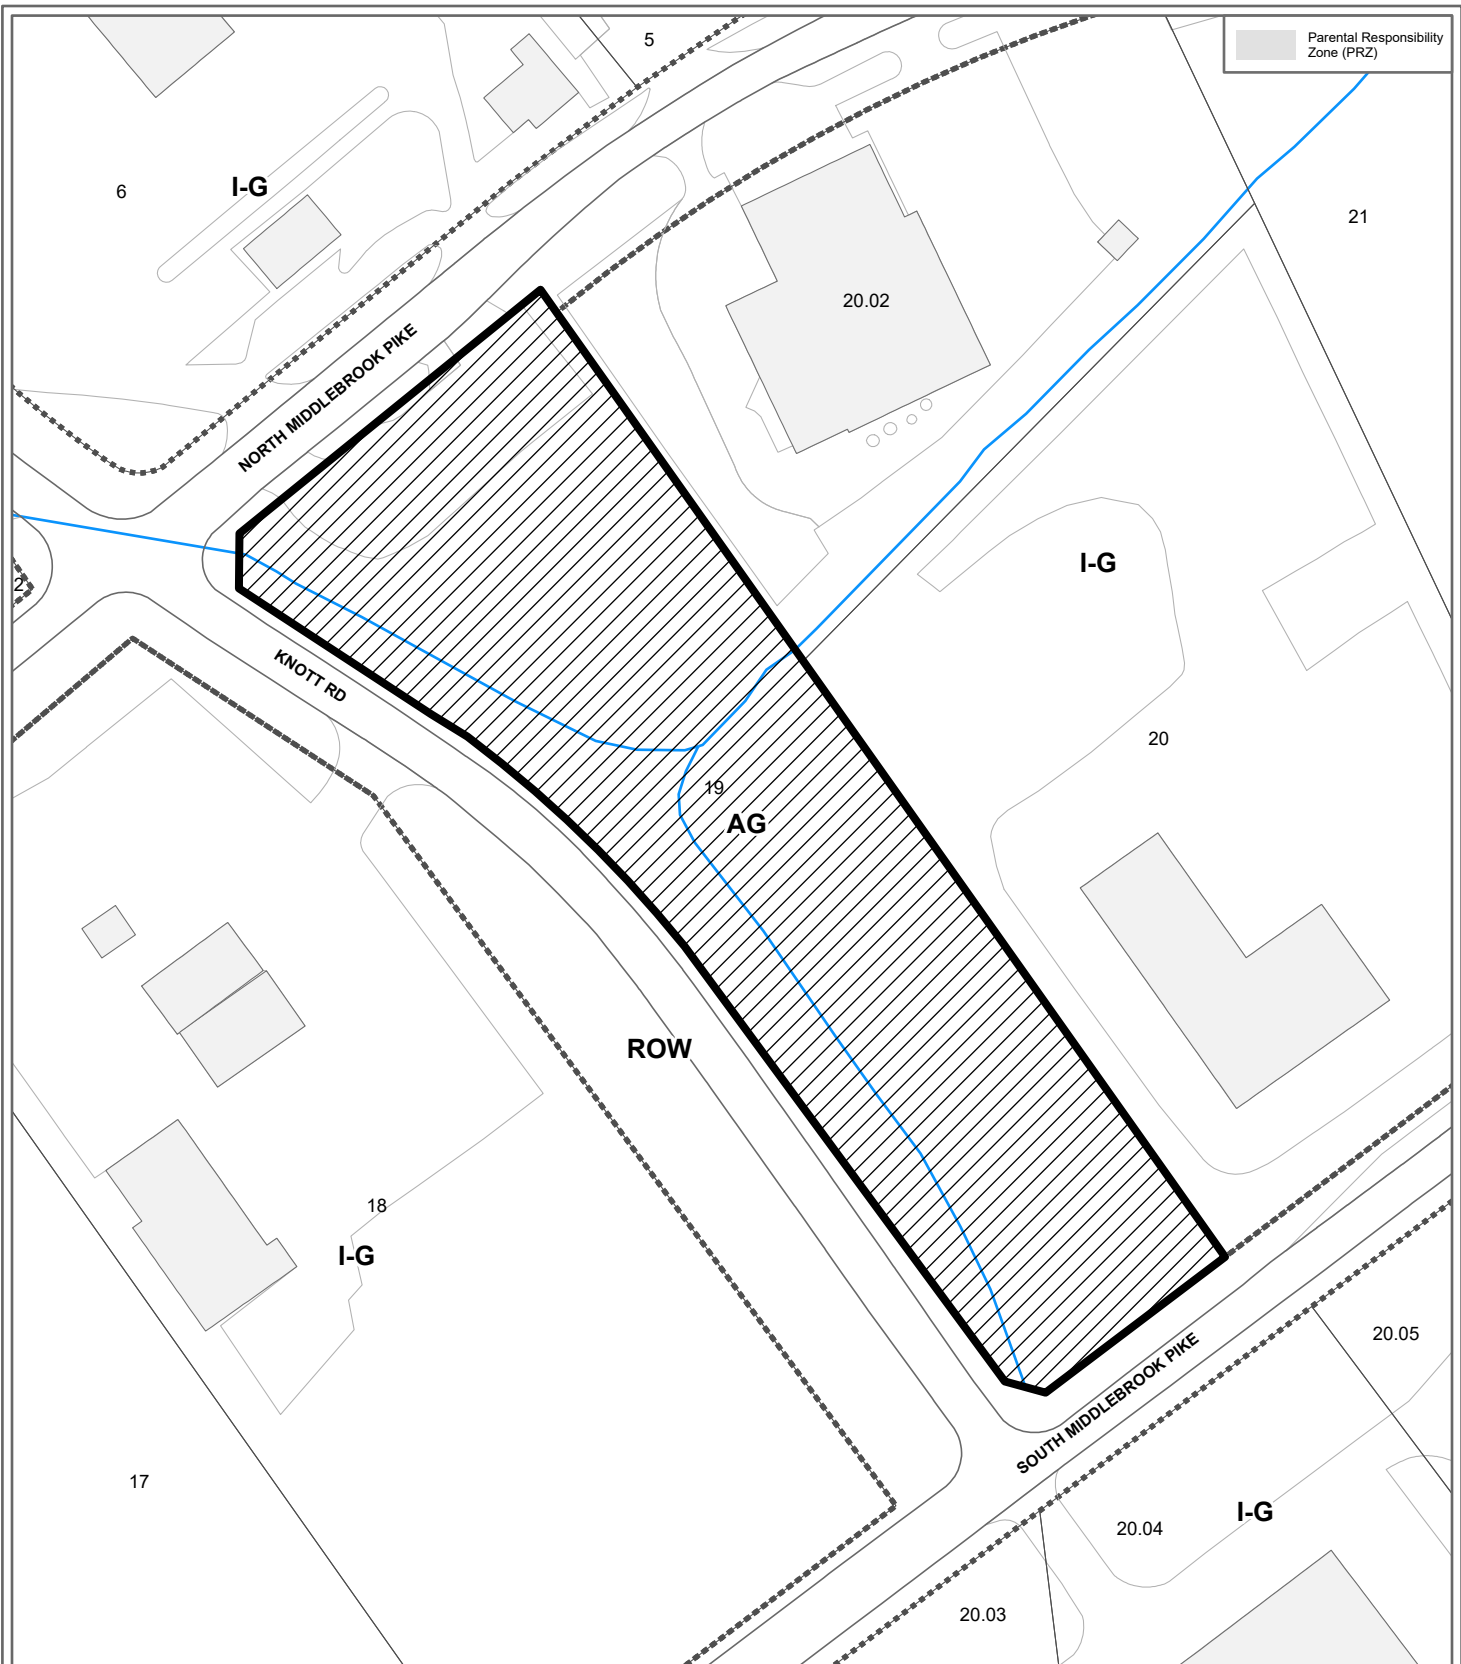 5
Parental Responsibility
Zone (PRZ)
6
I-G
21
20.02
NORTH MIDDLEBROOK PIKE
I-G
2
KNOTT RD
20
19
AG
ROW
18
I-G
20.05
SOUTH MIDDLEBROOK PIKE
17
I-G
20.04
20.03